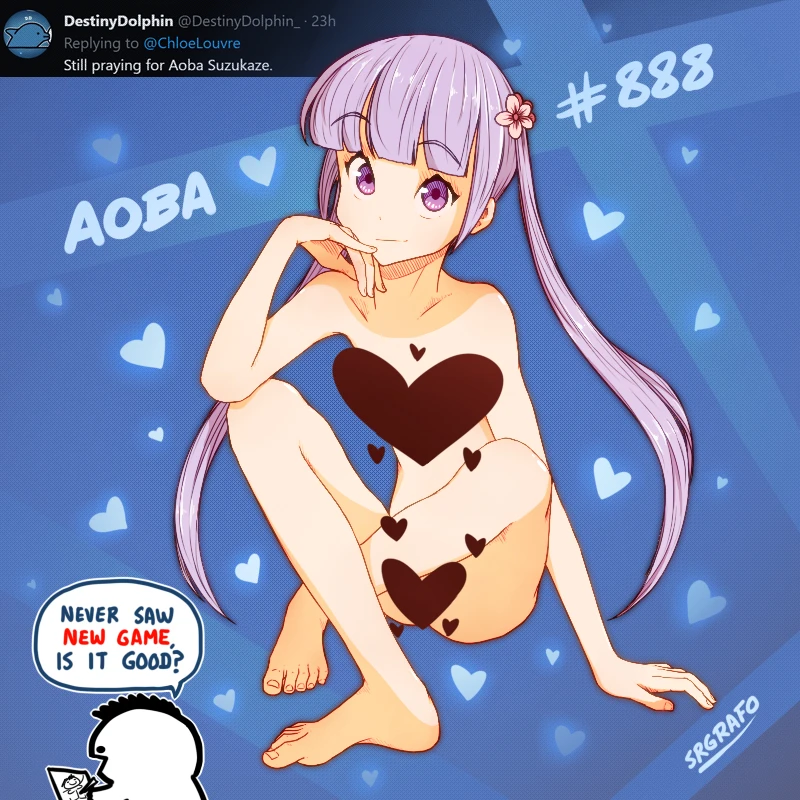 DestinyDolphin @DestinyDolphin_ · 23h
Replying to @ChloeLouvre
Still praying for Aoba Suzukaze.
#888
AOBA
NEVER SAW
NEW GAME,
IS IT GOOD?
SRGRAFO